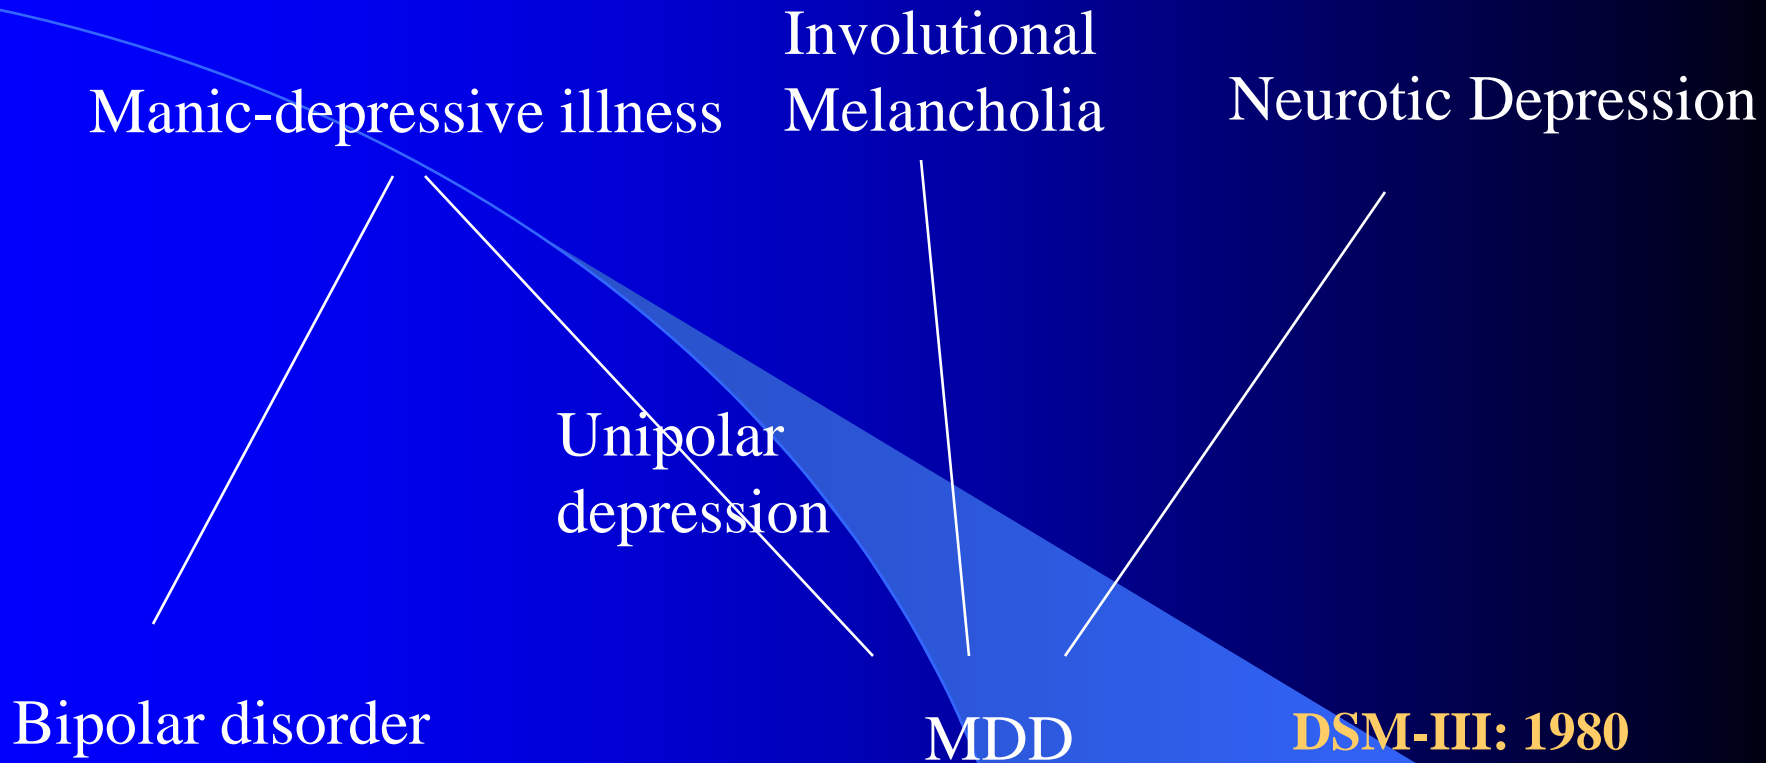 Manic-depressive illness
Involutional
Melancholia
Neurotic Depression
Unipolar
depression
Bipolar disorder
MDD
DSM-III: 1980